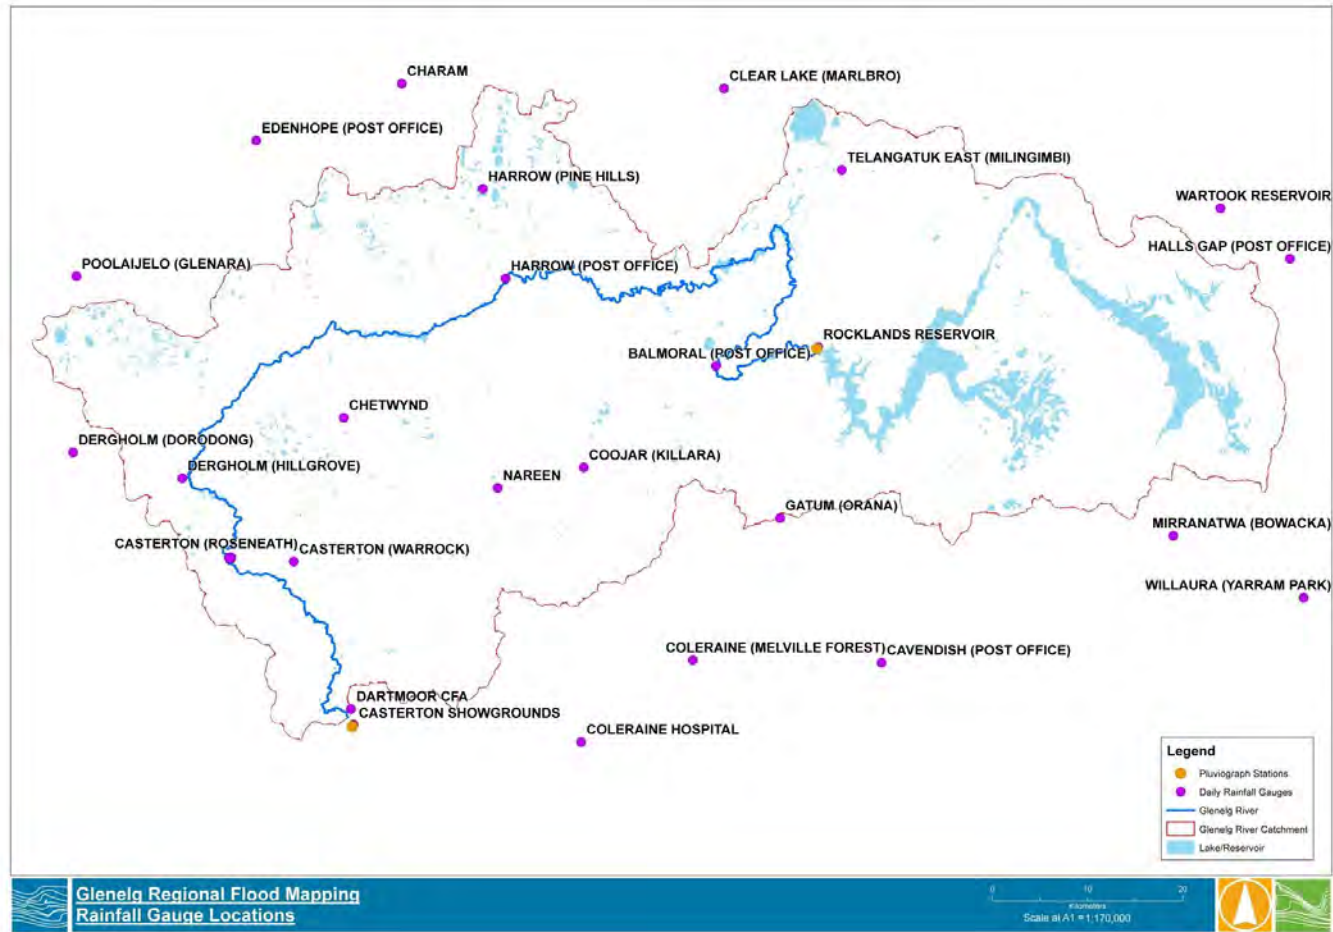 CHARAM
CLEAR LAKE (MARLBRO)
EDENHOPE (POST OFFICE)
TELANGATUK EAST (MILINGIMBI)
HARROW (PINE HILLS)
WARTOOK RESERVOIR
HALLS GAP (POST OFFICE)
POOLAIJELO (GLENARA)
HARROW (POST OFFICE)
ROCKLANDS RESERVOIR
BALMORAL (POST OFFICE)
CHETWYND
DERGHOLM (DORODONG)
COOJAR (KILLARA)
DERGHOLM (HILLGROVE)
NAREEN
GATUM (ORANA)
MIRRANATWA (BOWACKA)
CASTERTON (ROSENEATH)
CASTERTON (WARROCK)
WILLAURA (YARRAM PARK)
COLERAINE (MELVILLE FOREST)
CAVENDISH (POST OFFICE)
DARTMOOR CFA
CASTERTON SHOWGROUNDS
COLERAINE HOSPITAL
Legend
Pluviograph Stations
Daily Rainfall Gauges
Glenelg River
Glenelg River Catchment
Lake/Reservoir
Glenelg Regional Flood Mapping
Rainfall Gauge Locations
0 10 20
Kilometers
Scale at A1 = 1:170,000